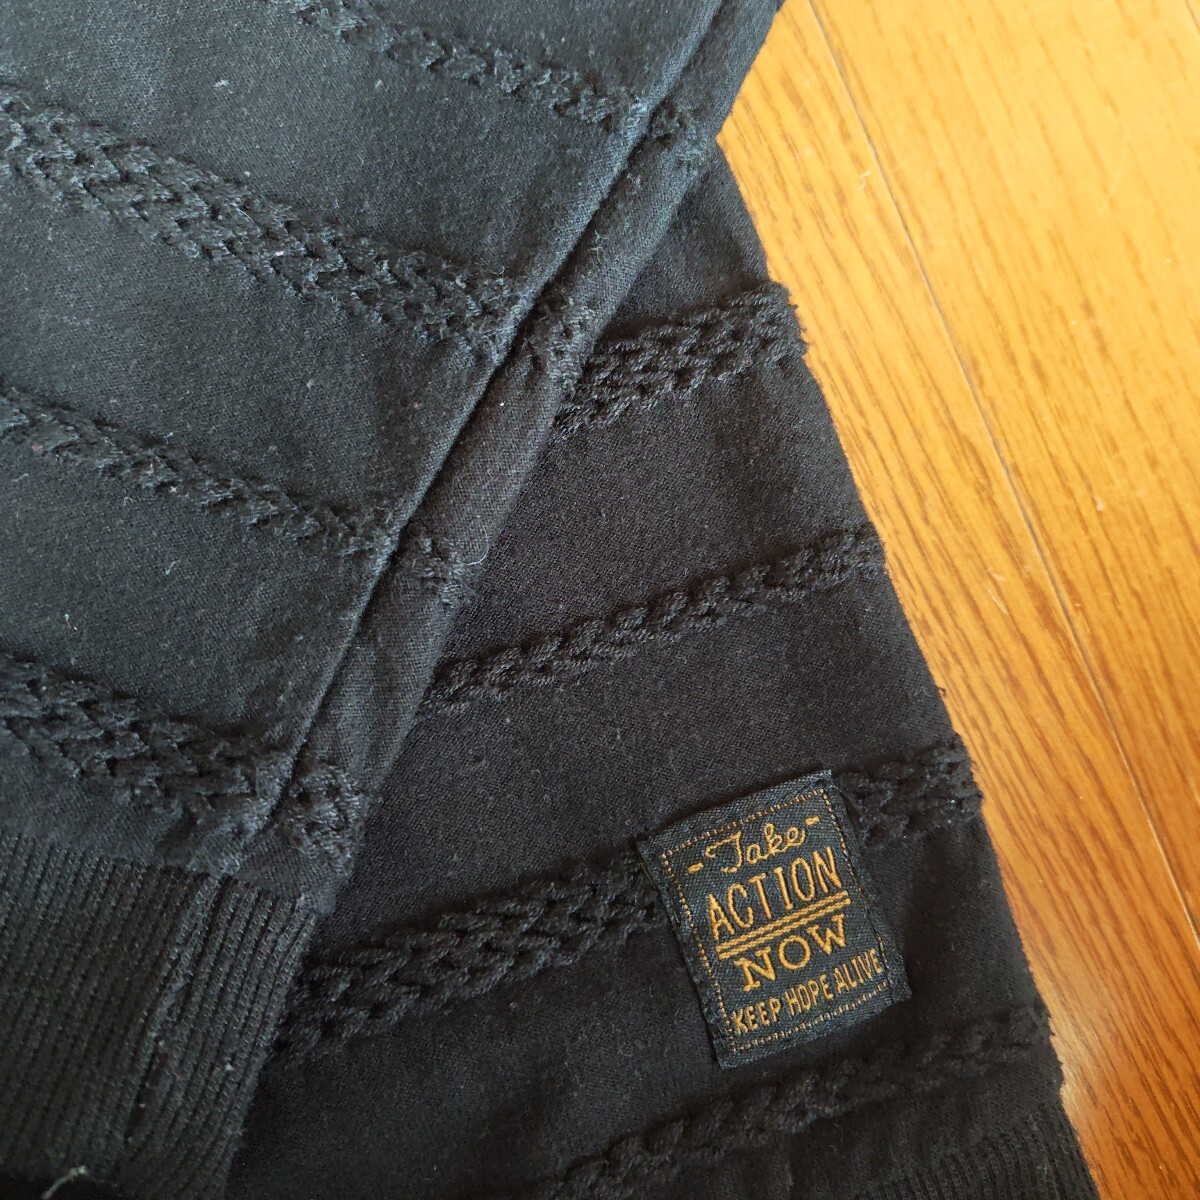 - Take -
ACTION
NOW
KEEP HOPE ALIVE